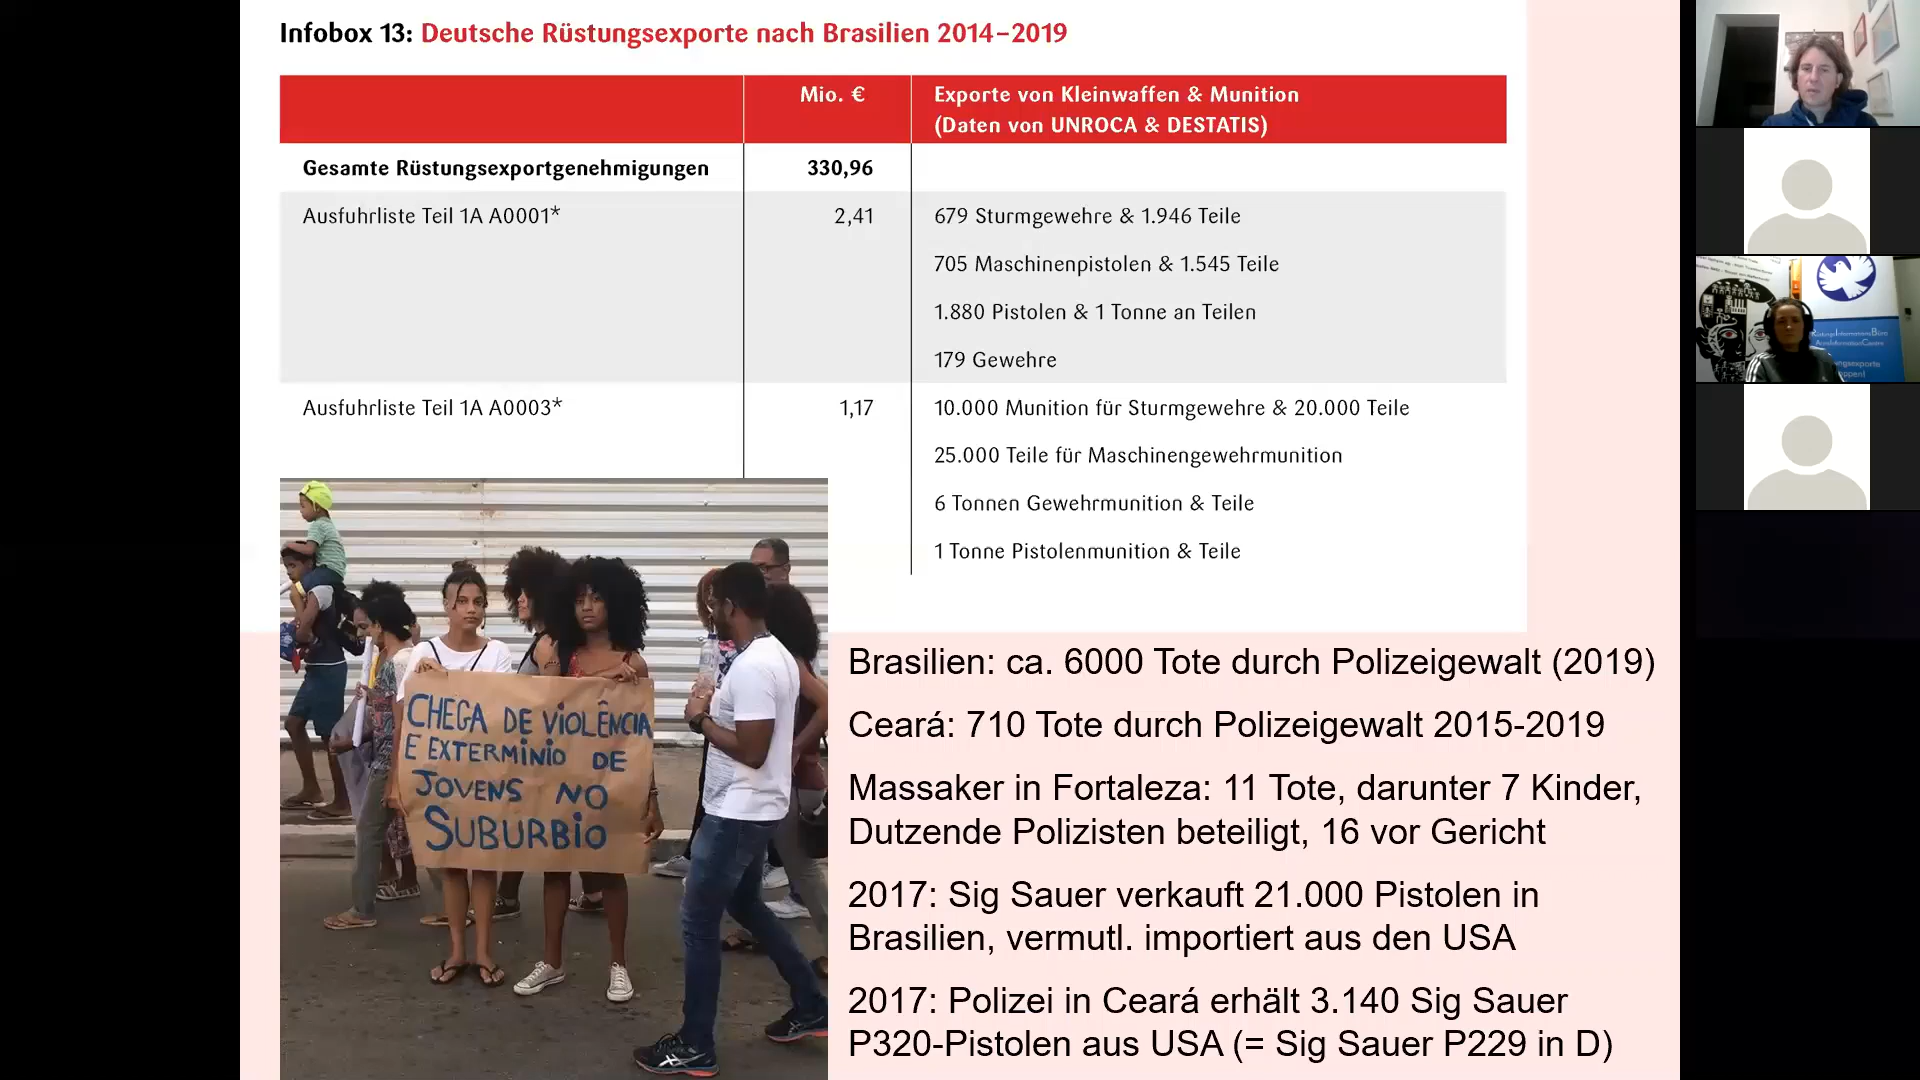 Infobox 13: Deutsche Rüstungsexporte nach Brasilien 2014–2019
Mio. €
Exporte von Kleinwaffen & Munition
(Daten von UNROCA & DESTATIS)
Gesamte Rüstungsexportgenehmigungen
330,96
Ausfuhrliste Teil 1A A0001*
2,41
679 Sturmgewehre & 1.946 Teile
705 Maschinenpistolen & 1.545 Teile
1.880 Pistolen & 1 Tonne an Teilen
179 Gewehre
Ausfuhrliste Teil 1A A0003*
1,17
10.000 Munition für Sturmgewehre & 20.000 Teile
25.000 Teile für Maschinengewehrmunition
6 Tonnen Gewehrmunition & Teile
1 Tonne Pistolenmunition & Teile
CHEGA DE VIOLÊNCIA
E EXTERMINIO DE
JOVENS NO
SUBURBIO
Brasilien: ca. 6000 Tote durch Polizeigewalt (2019)
Ceará: 710 Tote durch Polizeigewalt 2015-2019
Massaker in Fortaleza: 11 Tote, darunter 7 Kinder,
Dutzende Polizisten beteiligt, 16 vor Gericht
2017: Sig Sauer verkauft 21.000 Pistolen in
Brasilien, vermutl. importiert aus den USA
2017: Polizei in Ceará erhält 3.140 Sig Sauer
P320-Pistolen aus USA (= Sig Sauer P229 in D)